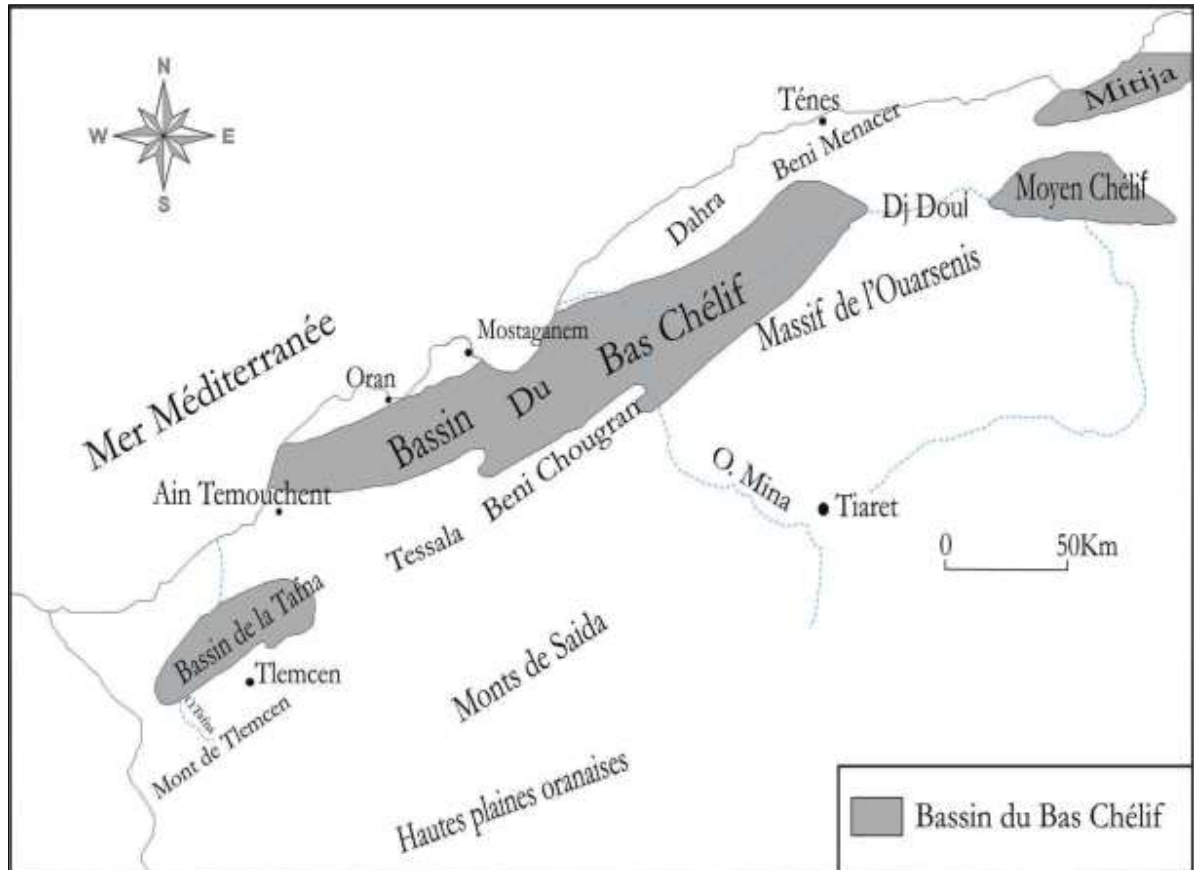 N
W E
S
Mitija
Ténes
Beni Menacer
Moyen Chélif
Dj Doui
Dahra
Massif de l'Ouarsenis
Bassin Du Bas Chélif
Mostaganem
Oran
Mer Méditerranée
Ain Temouchent
Beni Chougran
Tessala
O. Mina
Tiaret
0 50Km
Bassin de la Tafna
Tlemcen
O.Tafna
Mont de Tlemcen
Monts de Saida
Hautes plaines oranaises
Bassin du Bas Chélif